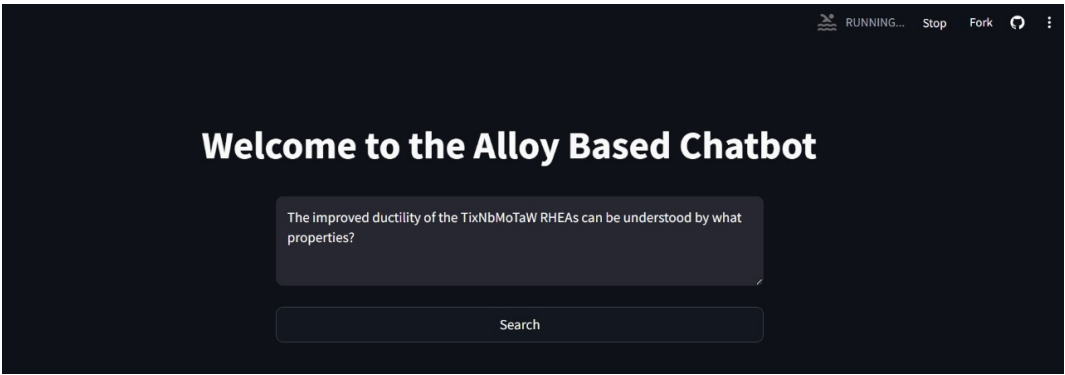 RUNNING... Stop Fork
Welcome to the Alloy Based Chatbot
The improved ductility of the TixNbMoTaW RHEAs can be understood by what
properties?
Search